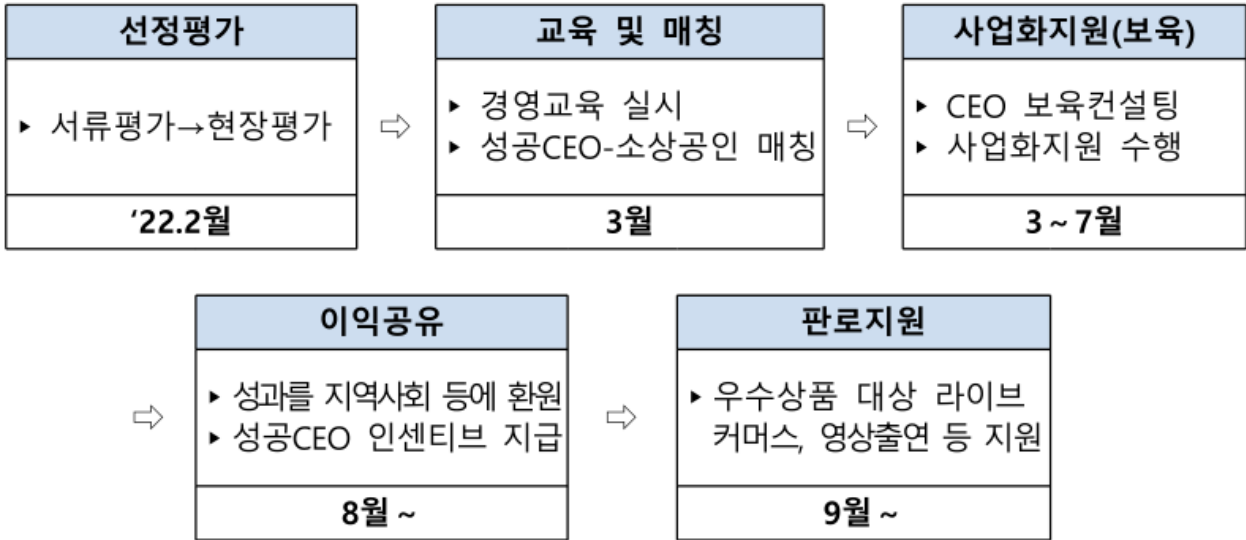 선정평가
▸ 서류평가→현장평가
‘22.2월
⇨
교육 및 매칭
▸ 경영교육 실시
▸ 성공CEO-소상공인 매칭
3월
⇨
사업화지원(보육)
▸ CEO 보육컨설팅
▸ 사업화지원 수행
3 ~ 7월
⇨
이익공유
▸ 성과를 지역사회 등에 환원
▸ 성공CEO 인센티브 지급
8월 ~
⇨
판로지원
▸ 우수상품 대상 라이브
커머스, 영상출연 등 지원
9월 ~